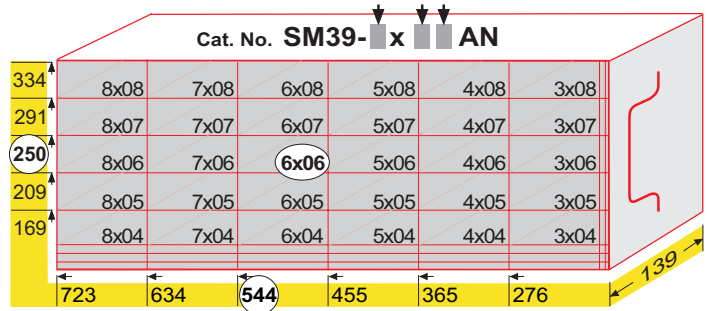 Cat. No. SM39- x AN
334 8x08 7x08 6x08 5x08 4x08 3x08
291 8x07 7x07 6x07 5x07 4x07 3x07
250 8x06 7x06 6x06 5x06 4x06 3x06
209 8x05 7x05 6x05 5x05 4x05 3x05
169 8x04 7x04 6x04 5x04 4x04 3x04
139
723 634 544 455 365 276